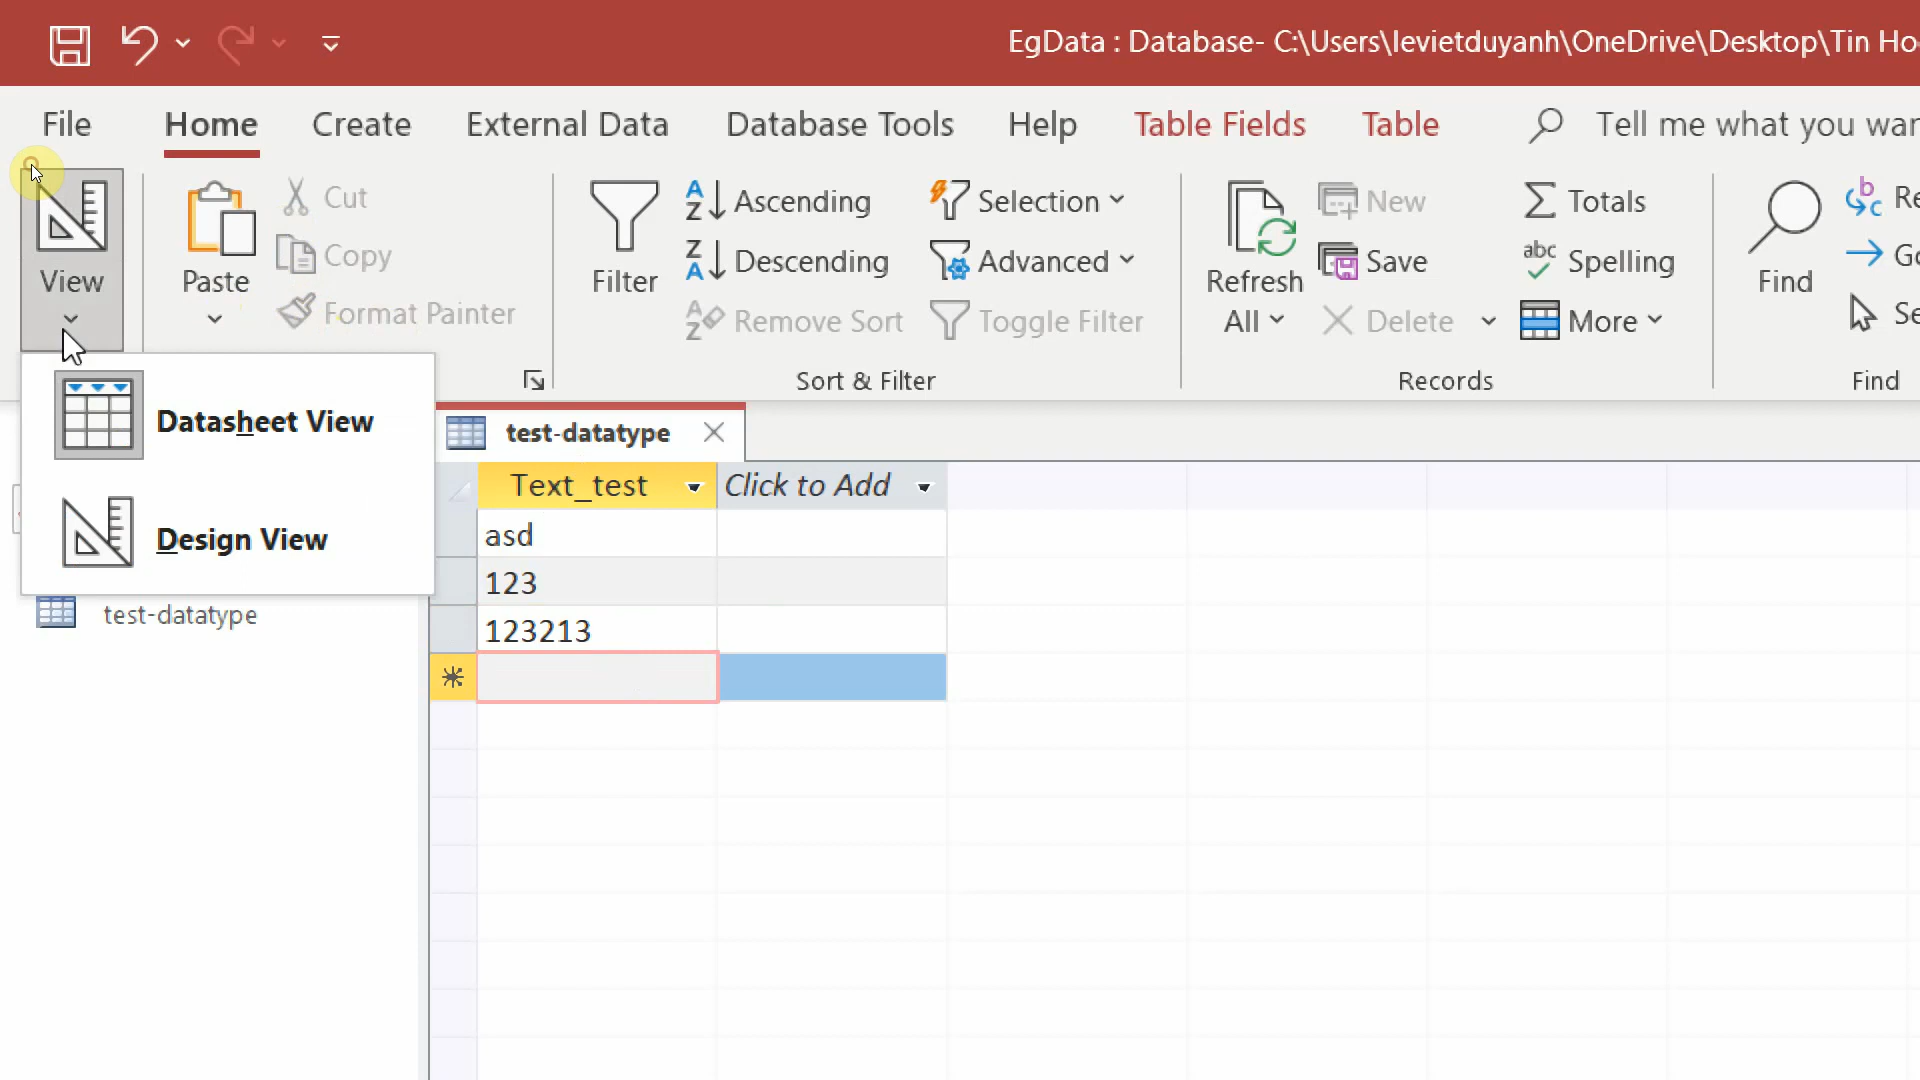 EgData : Database- C:\Users\levietduyanh\OneDrive\Desktop\Tin Ho
File Home Create External Data Database Tools Help Table Fields Table Tell me what you
View
Paste
Cut
Copy
Format Painter
Filter
Ascending
Descending
Remove Sort
Selection
Advanced
Toggle Filter
Sort & Filter
Refresh
All
New
Save
Delete
Totals
Spelling
More
Records
Find
Find
Datasheet View
Design View
test-datatype
test-datatype
Text_test Click to Add
asd
123
123213